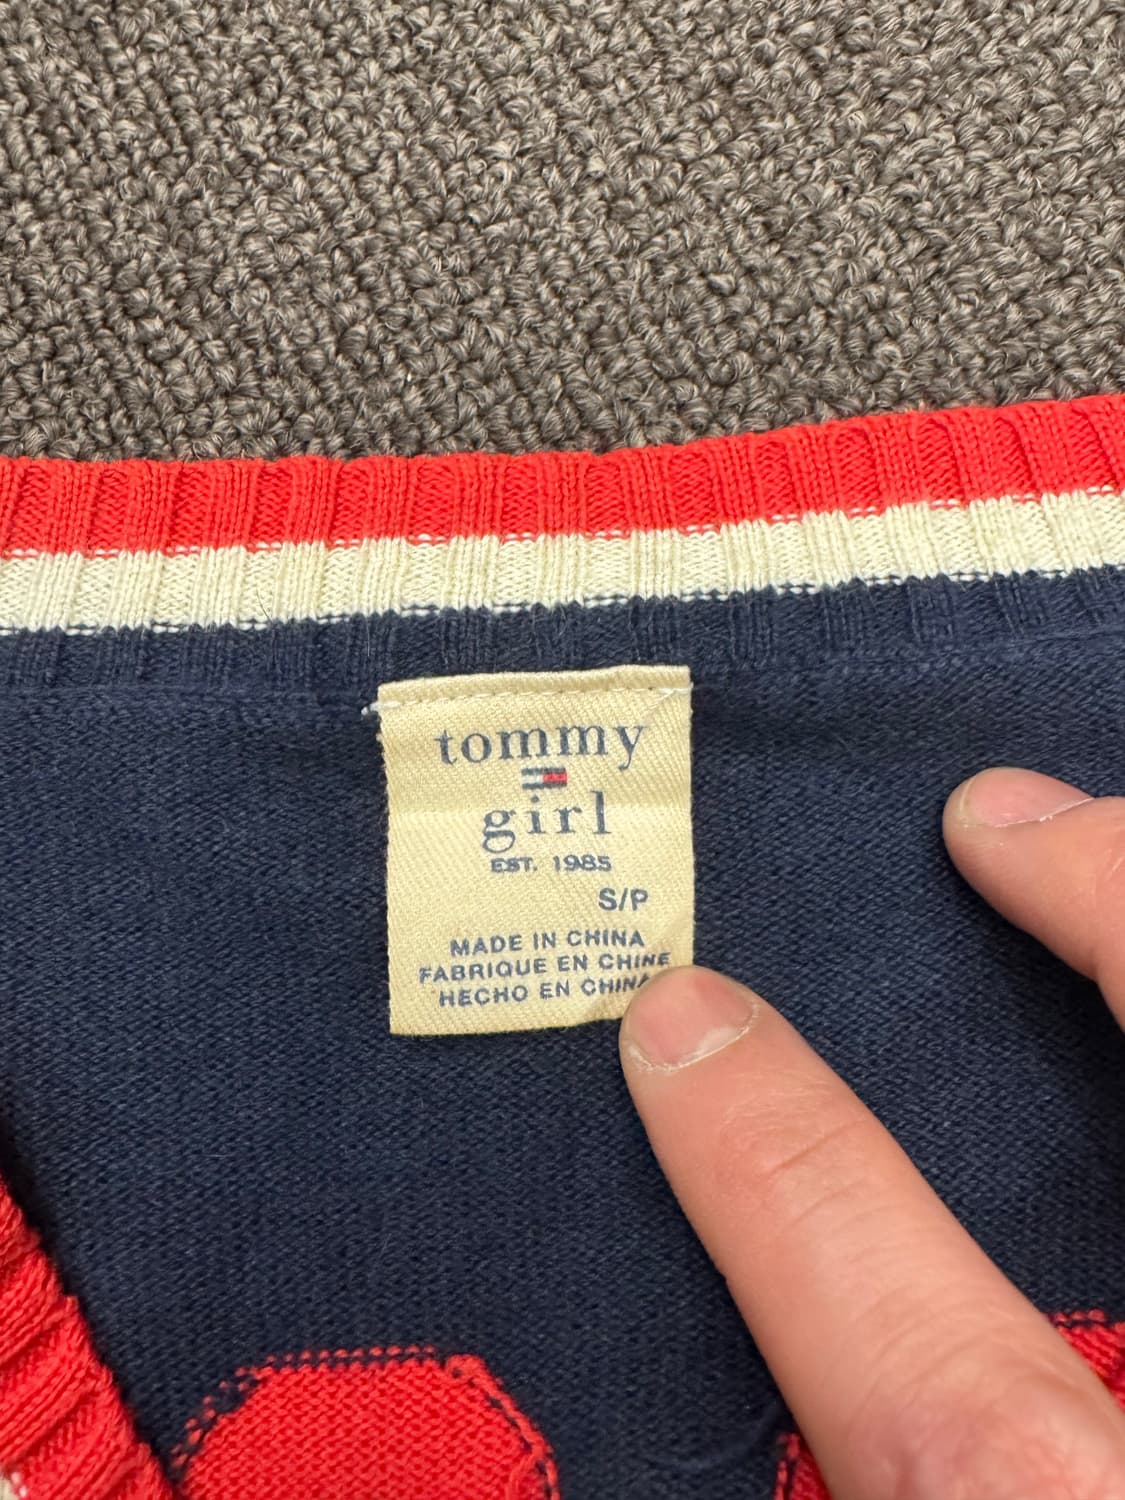 tommy
girl
EST. 1985
S/P
MADE IN CHINA
FABRIQUE EN CHINE
HECHO EN CHINA